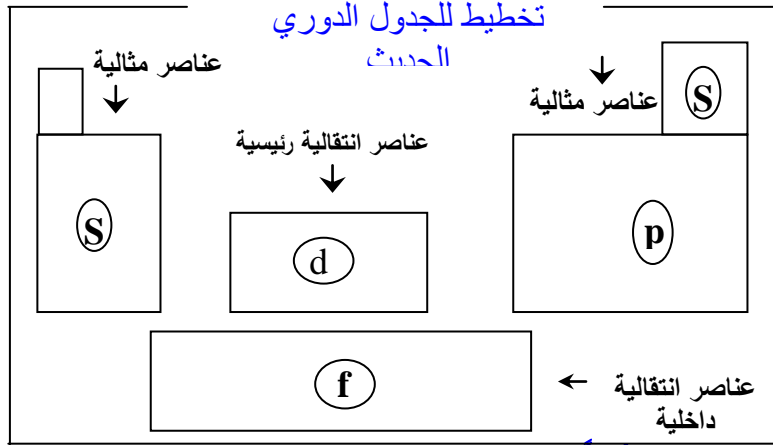 تخطيط للجدول الدوري
الحديث
عناصر مثالية
عناصر مثالية
S
عناصر انتقالية رئيسية
S
d
p
f
عناصر انتقالية
داخلية